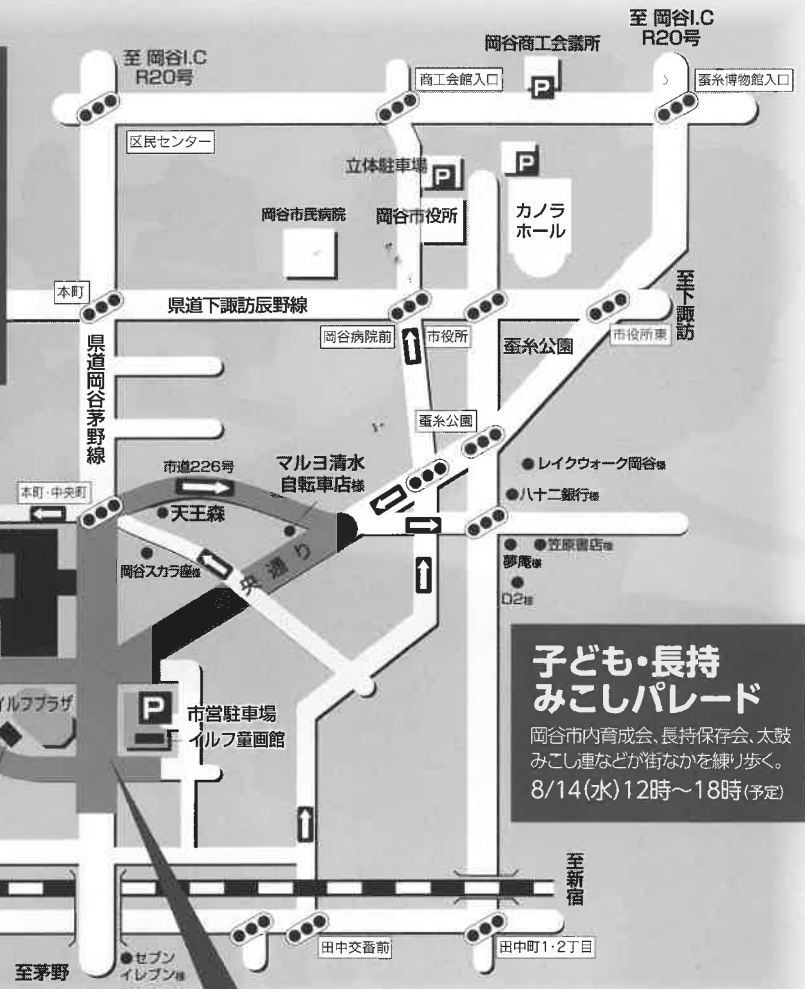 至 岡谷I.C
R20号
岡谷商工会議所
P
至 岡谷I.C
R20号
商工会館入口
蚕糸博物館入口
区民センター
立体駐車場
P
P
岡谷市民病院
岡谷市役所
カノラ
ホール
本町
県道下諏訪辰野線
至下諏訪
岡谷病院前
市役所
蚕糸公園
市役所東
県道岡谷茅野線
蚕糸公園
市道226号
マルヨ清水
自転車店様
レイクウォーク岡谷様
本町・中央町
天王森
八十二銀行様
岡谷スカラ座様
央通り
夢庵様
笠原書店様
D2様
子ども・長持
みこしパレード
岡谷市内育成会、長持保存会、太鼓
みこし連などが街なかを練り歩く。
8/14(水)12時～18時(予定)
イルフプラザ
P
市営駐車場
イルフ童画館
至新宿
田中交番前
田中町1・2丁目
至茅野
セブン
イレブン様